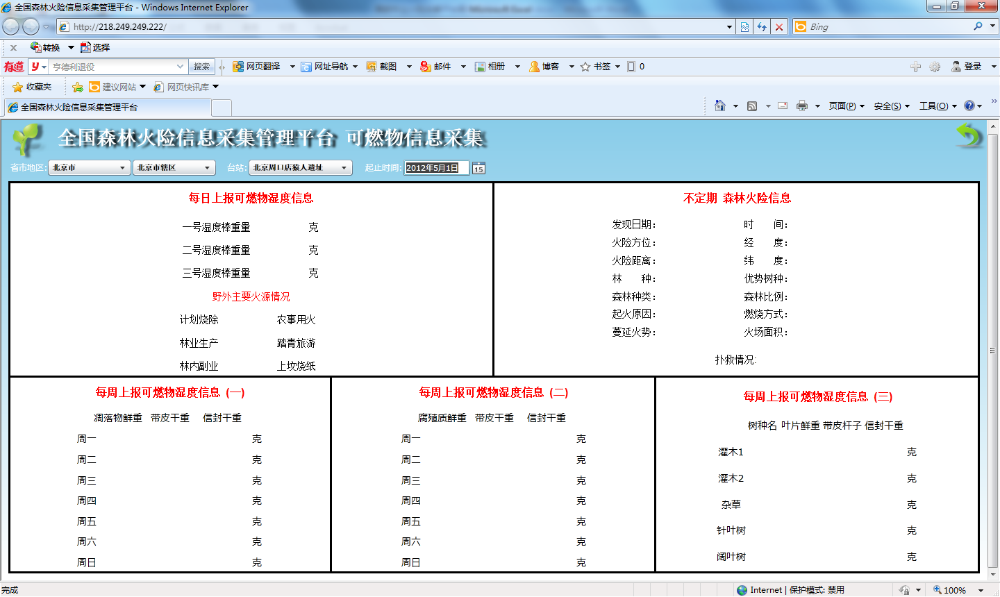 全国森林火险信息采集管理平台 - Windows Internet Explorer
http://218.249.249.222/
Bing
转换 选择
有道 亨德利退役 搜索 网页翻译 网址导航 截图 邮件 相册 博客 书签 0 登录
收藏夹 建议网站 网页快讯库
全国森林火险信息采集管理平台 页面(P) 安全(S) 工具(O)
全国森林火险信息采集管理平台 可燃物信息采集
省市地区: 北京市 北京市辖区 台站: 北京周口店猿人遗址 起止时间: 2012年5月1日 15
每日上报可燃物湿度信息
一号湿度棒重量 克
二号湿度棒重量 克
三号湿度棒重量 克
野外主要火源情况
计划烧除 农事用火
林业生产 踏青旅游
林内副业 上坟烧纸
不定期 森林火险信息
发现日期: 时 间:
火险方位: 经 度:
火险距离: 纬 度:
林 种: 优势树种:
森林种类: 森林比例:
起火原因: 燃烧方式:
蔓延火势: 火场面积:
扑救情况:
每周上报可燃物湿度信息 (一)
凋落物鲜重 带皮干重 信封干重
周一 克
周二 克
周三 克
周四 克
周五 克
周六 克
周日 克
每周上报可燃物湿度信息 (二)
腐殖质鲜重 带皮干重 信封干重
周一 克
周二 克
周三 克
周四 克
周五 克
周六 克
周日 克
每周上报可燃物湿度信息 (三)
树种名 叶片鲜重 带皮杆子 信封干重
灌木1 克
灌木2 克
杂草 克
针叶树 克
阔叶树 克
完成 Internet | 保护模式: 禁用 100%